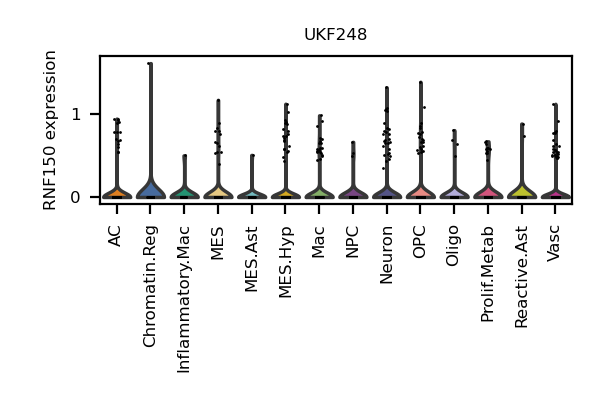 UKF248
RNF150 expression
1
0
AC
Chromatin.Reg
Inflammatory.Mac
MES
MES.Ast
MES.Hyp
Mac
NPC
Neuron
OPC
Oligo
Prolif.Metab
Reactive.Ast
Vasc